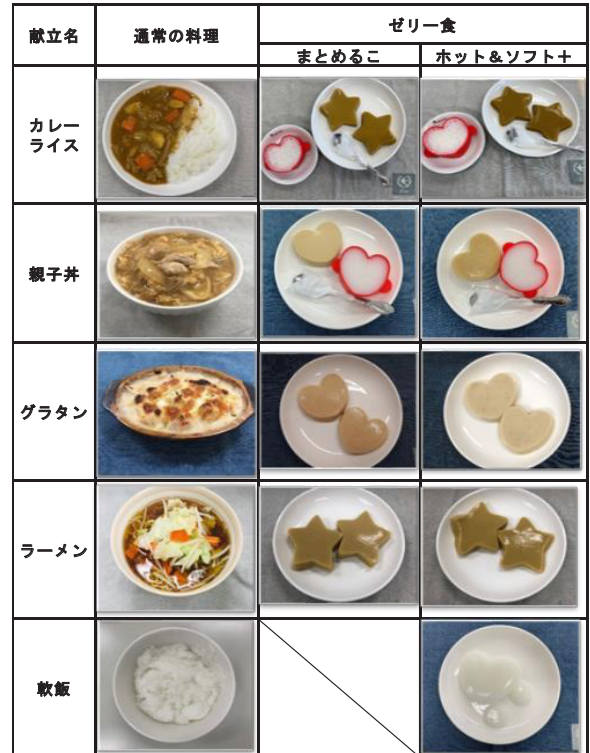 献立名
通常の料理
ゼリー食
まとめるこ
ホット&ソフト+
カレー
ライス
親子丼
グラタン
ラーメン
軟飯